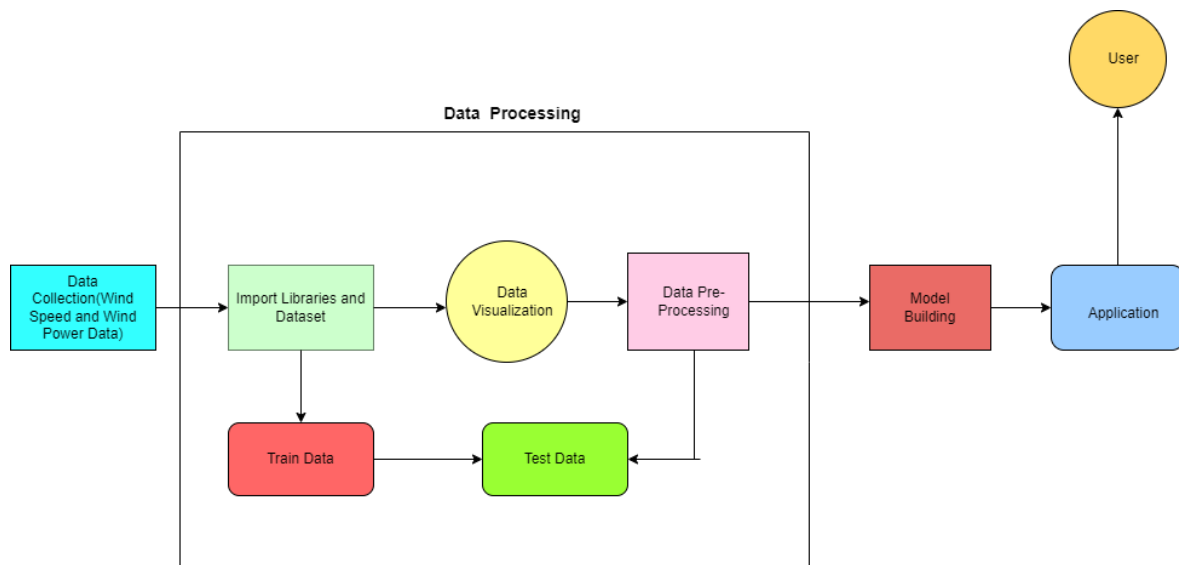 User
Data  Processing
Data
Collection(Wind
Speed and Wind
Power Data)
Import Libraries and
Dataset
Data
Visualization
Data Pre-
Processing
Model
Building
Application
Train Data
Test Data